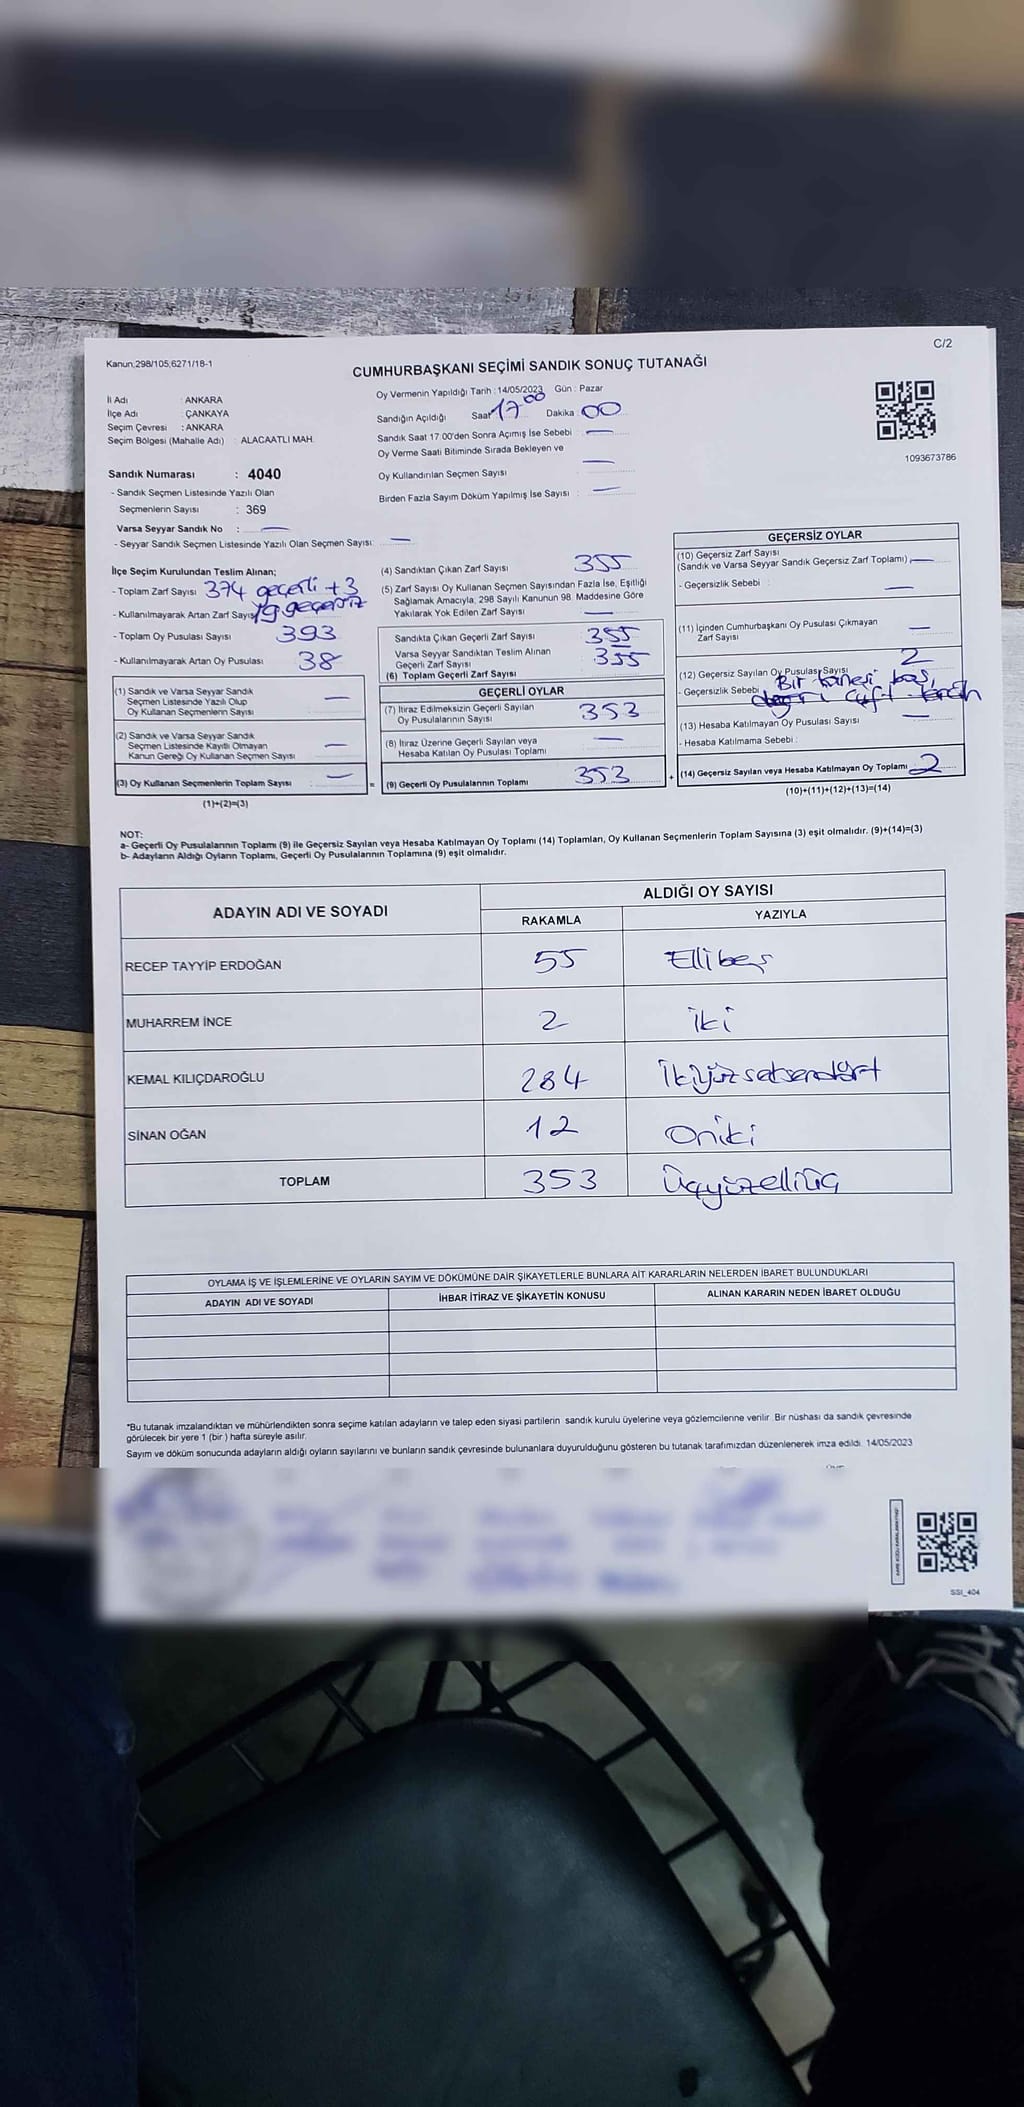 C/2
Kanun,298/105,6271/18-1
CUMHURBAŞKANI SEÇİMİ SANDIK SONUÇ TUTANAĞI
İl Adı : ANKARA
İlçe Adı : ÇANKAYA
Seçim Çevresi : ANKARA
Seçim Bölgesi (Mahalle Adı) : ALACAATLI MAH.
Oy Vermenin Yapıldığı Tarih : 14/05/2023 Gün : Pazar
Sandığın Açıldığı Saat 17 00 Dakika : 00
Sandık Saat 17.00'den Sonra Açımış İse Sebebi : —
Oy Verme Saati Bitiminde Sırada Bekleyen ve
Oy Kullandırılan Seçmen Sayısı : —
Birden Fazla Sayım Döküm Yapılmış İse Sayısı : —
1093673786
Sandık Numarası : 4040
- Sandık Seçmen Listesinde Yazılı Olan
Seçmenlerin Sayısı : 369
Varsa Seyyar Sandık No : —
- Seyyar Sandık Seçmen Listesinde Yazılı Olan Seçmen Sayısı: —
İlçe Seçim Kurulundan Teslim Alınan;
- Toplam Zarf Sayısı 374 geçerli +3
- Kullanılmayarak Artan Zarf Sayısı 19 geçersiz
- Toplam Oy Pusulası Sayısı 393
- Kullanılmayarak Artan Oy Pusulası 38
(1) Sandık ve Varsa Seyyar Sandık
Seçmen Listesinde Yazılı Olup
Oy Kullanan Seçmenlerin Sayısı : —
(2) Sandık ve Varsa Seyyar Sandık
Seçmen Listesinde Kayıtlı Olmayan
Kanun Gereği Oy Kullanan Seçmen Sayısı : —
(3) Oy Kullanan Seçmenlerin Toplam Sayısı : —
(1)+(2)=(3)
(4) Sandıktan Çıkan Zarf Sayısı 355
(5) Zarf Sayısı Oy Kullanan Seçmen Sayısından Fazla İse, Eşitliği
Sağlamak Amacıyla, 298 Sayılı Kanunun 98. Maddesine Göre
Yakılarak Yok Edilen Zarf Sayısı —
Sandıkta Çıkan Geçerli Zarf Sayısı : 355
Varsa Seyyar Sandıktan Teslim Alınan
Geçerli Zarf Sayısı : 355
(6) Toplam Geçerli Zarf Sayısı
GEÇERLİ OYLAR
(7) İtiraz Edilmeksizin Geçerli Sayılan
Oy Pusulalarının Sayısı : 353
(8) İtiraz Üzerine Geçerli Sayılan veya
Hesaba Katılan Oy Pusulası Toplamı : —
(9) Geçerli Oy Pusulalarının Toplamı : 353
GEÇERSİZ OYLAR
(10) Geçersiz Zarf Sayısı
(Sandık ve Varsa Seyyar Sandık Geçersiz Zarf Toplamı) —
- Geçersizlik Sebebi : —
(11) İçinden Cumhurbaşkanı Oy Pusulası Çıkmayan
Zarf Sayısı —
(12) Geçersiz Sayılan Oy Pusulası Sayısı 2
- Geçersizlik Sebebi Bir tanesi boş,
diğeri çift tercih
(13) Hesaba Katılmayan Oy Pusulası Sayısı —
- Hesaba Katılmama Sebebi :
(14) Geçersiz Sayılan veya Hesaba Katılmayan Oy Toplamı 2
(10)+(11)+(12)+(13)=(14)
NOT:
a- Geçerli Oy Pusulalarının Toplamı (9) ile Geçersiz Sayılan veya Hesaba Katılmayan Oy Toplamı (14) Toplamları, Oy Kullanan Seçmenlerin Toplam Sayısına (3) eşit olmalıdır. (9)+(14)=(3)
b- Adayların Aldığı Oyların Toplamı, Geçerli Oy Pusulalarının Toplamına (9) eşit olmalıdır.
ADAYIN ADI VE SOYADI
ALDIĞI OY SAYISI
RAKAMLA YAZIYLA
RECEP TAYYİP ERDOĞAN 55 Ellibeş
MUHARREM İNCE 2 iki
KEMAL KILIÇDAROĞLU 284 ikiyüzseksendört
SİNAN OĞAN 12 oniki
TOPLAM 353 Üçyüzelliüç
OYLAMA İŞ VE İŞLEMLERİNE VE OYLARIN SAYIM VE DÖKÜMÜNE DAİR ŞİKAYETLERLE BUNLARA AİT KARARLARIN NELERDEN İBARET BULUNDUKLARI
ADAYIN ADI VE SOYADI İHBAR İTİRAZ VE ŞİKAYETİN KONUSU ALINAN KARARIN NEDEN İBARET OLDUĞU
*Bu tutanak imzalandıktan ve mühürlendikten sonra seçime katılan adayların ve talep eden siyasi partilerin sandık kurulu üyelerine veya gözlemcilerine verilir. Bir nüshası da sandık çevresinde
görülecek bir yere 1 (bir) hafta süreyle asılır.
Sayım ve döküm sonucunda adayların aldığı oyların sayılarını ve bunların sandık çevresinde bulunanlara duyurulduğunu gösteren bu tutanak tarafımızdan düzenlenerek imza edildi. 14/05/2023
SSI_404